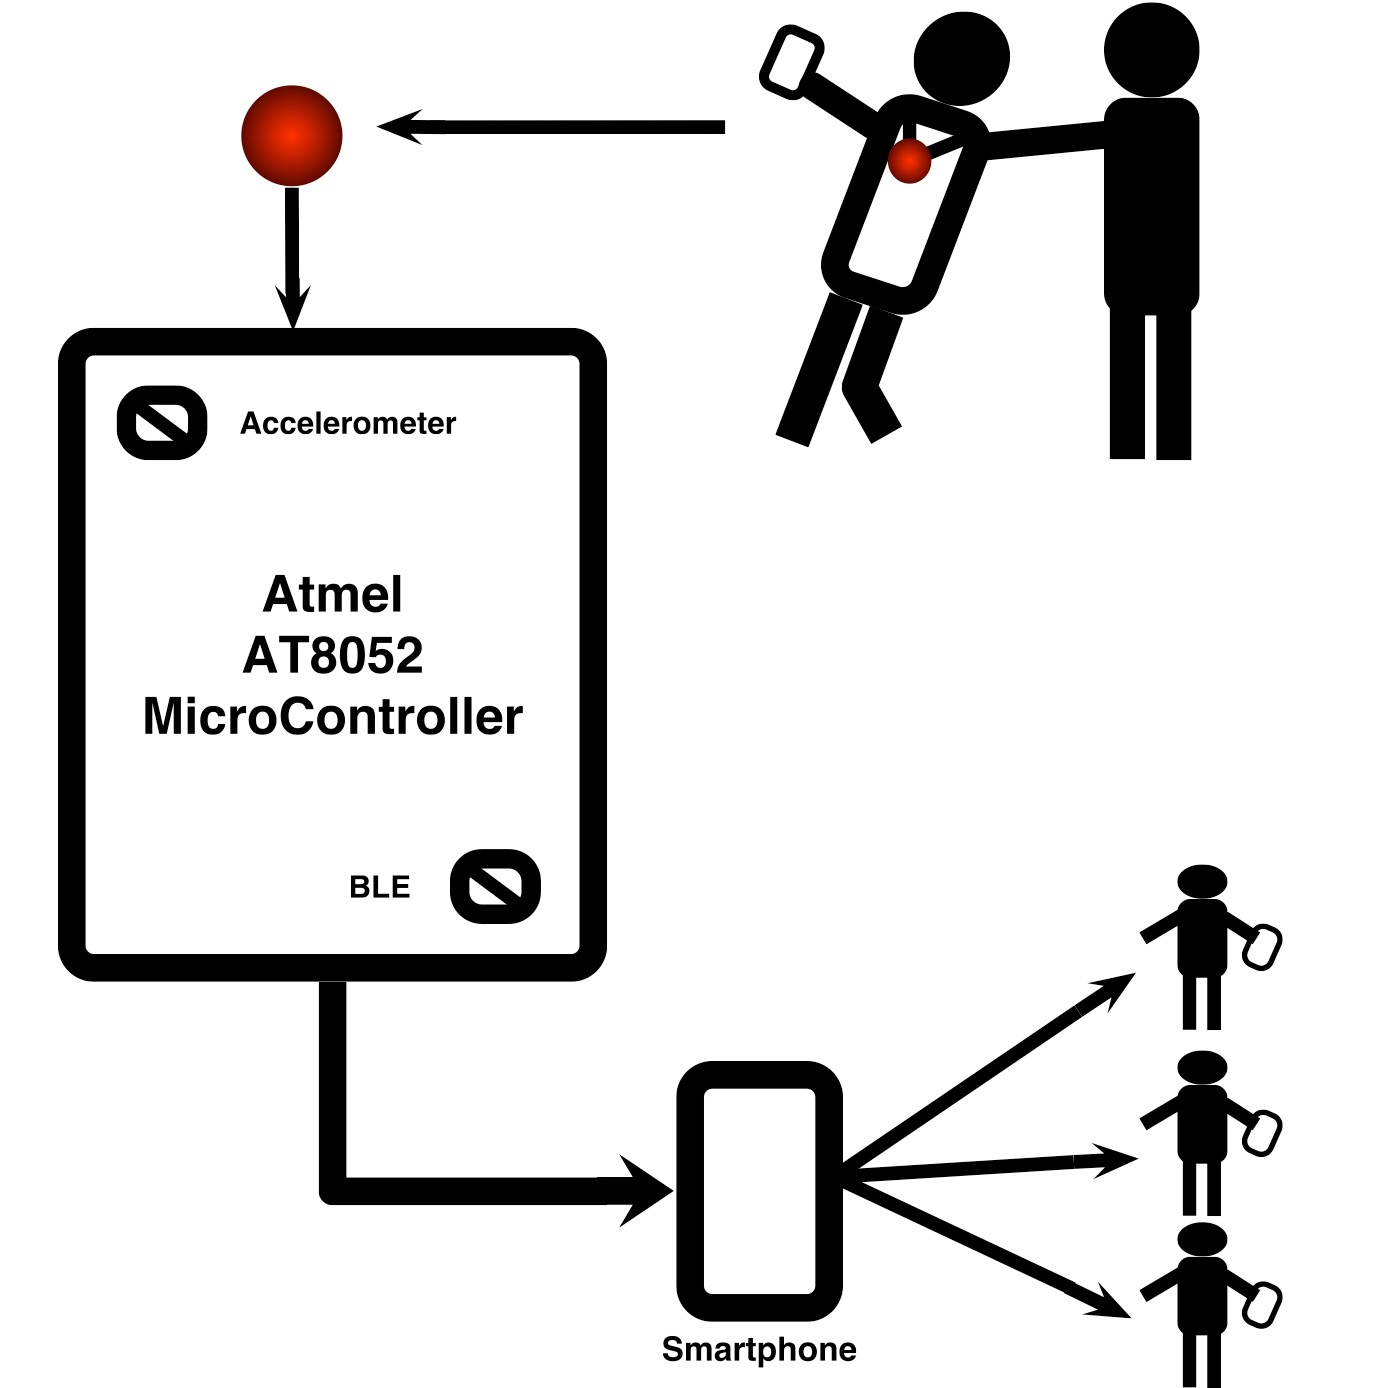 Accelerometer
Atmel
AT8052
MicroController
BLE
Smartphone